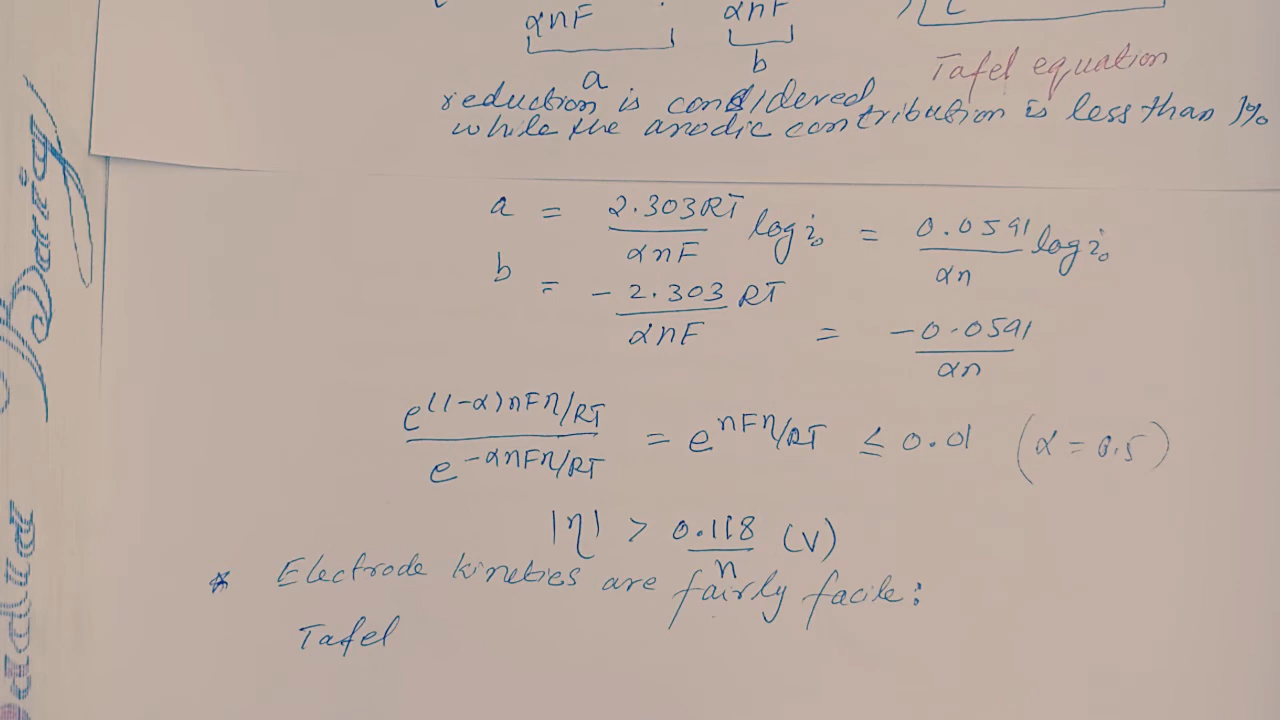 αnF αnF
a b Tafel equation
reduction is considered
while the anodic contribution is less than 1%
a = 2.303RT/αnF log i₀ = 0.0591/αn log i₀
b = -2.303 RT/αnF = -0.0591/αn
e^((1-α)nFη/RT)/e^(-αnFη/RT) = e^(nFη/RT) ≤ 0.01 (α = 0.5)
|η| > 0.118/n (V)
* Electrode kinetics are fairly facile:
Tafel